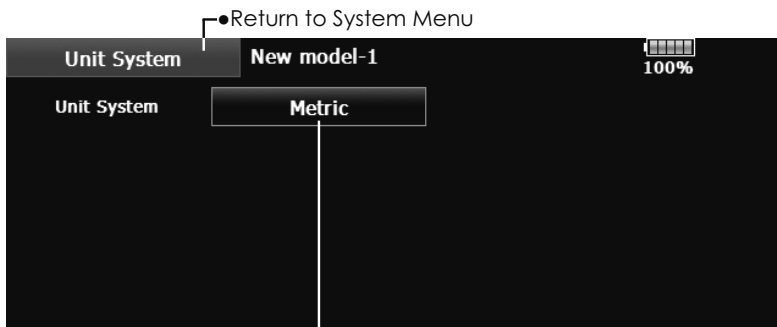 ●Return to System Menu
Unit System New model-1
100%
Unit System Metric